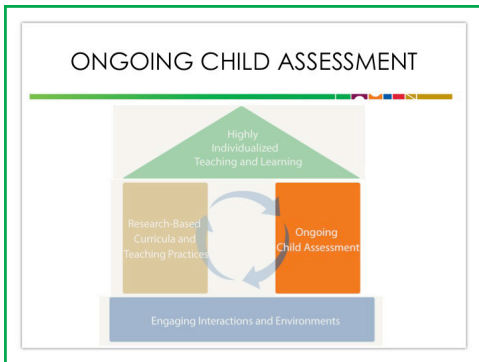 ONGOING CHILD ASSESSMENT
Highly
Individualized
Teaching and Learning
Research-Based
Curricula and
Teaching Practices
Ongoing
Child Assessment
Engaging Interactions and Environments